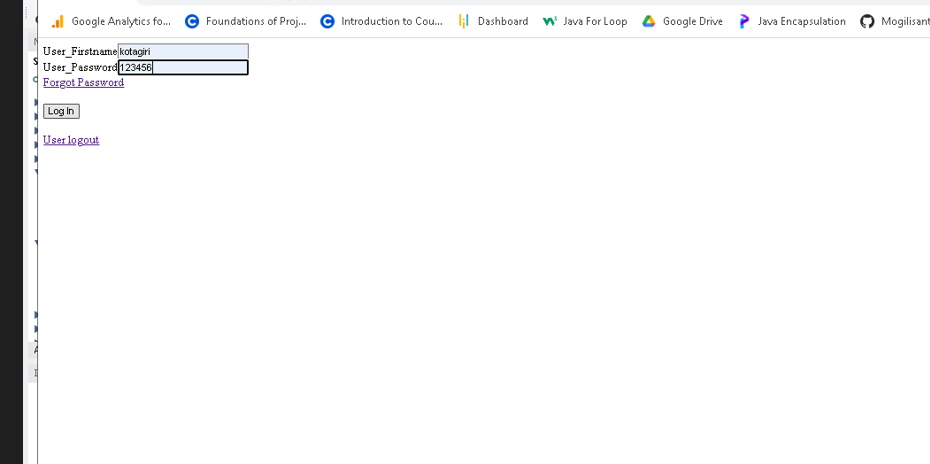 Google Analytics fo... Foundations of Proj... Introduction to Cou... Dashboard Java For Loop Google Drive Java Encapsulation Mogilisant
User_Firstname kotagiri
User_Password 123456
Forgot Password
Log In
User logout